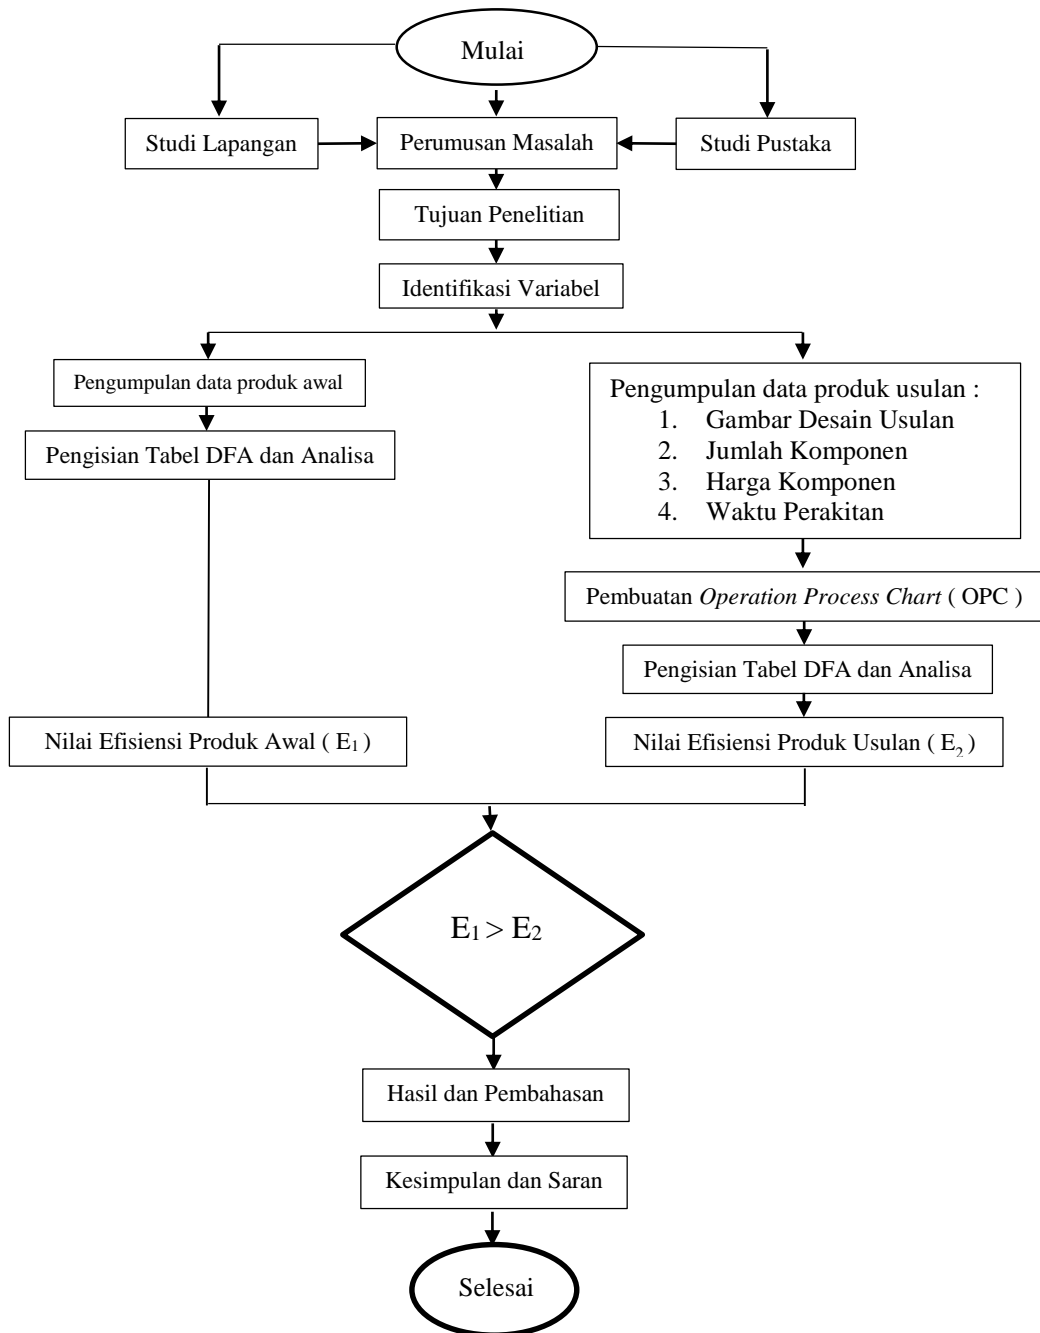 Mulai
Studi Lapangan
Perumusan Masalah
Studi Pustaka
Tujuan Penelitian
Identifikasi Variabel
Pengumpulan data produk awal
Pengisian Tabel DFA dan Analisa
Pengumpulan data produk usulan :
1. Gambar Desain Usulan
2. Jumlah Komponen
3. Harga Komponen
4. Waktu Perakitan
Pembuatan Operation Process Chart ( OPC )
Pengisian Tabel DFA dan Analisa
Nilai Efisiensi Produk Awal ( E₁ )
Nilai Efisiensi Produk Usulan ( E₂ )
E₁ > E₂
Hasil dan Pembahasan
Kesimpulan dan Saran
Selesai